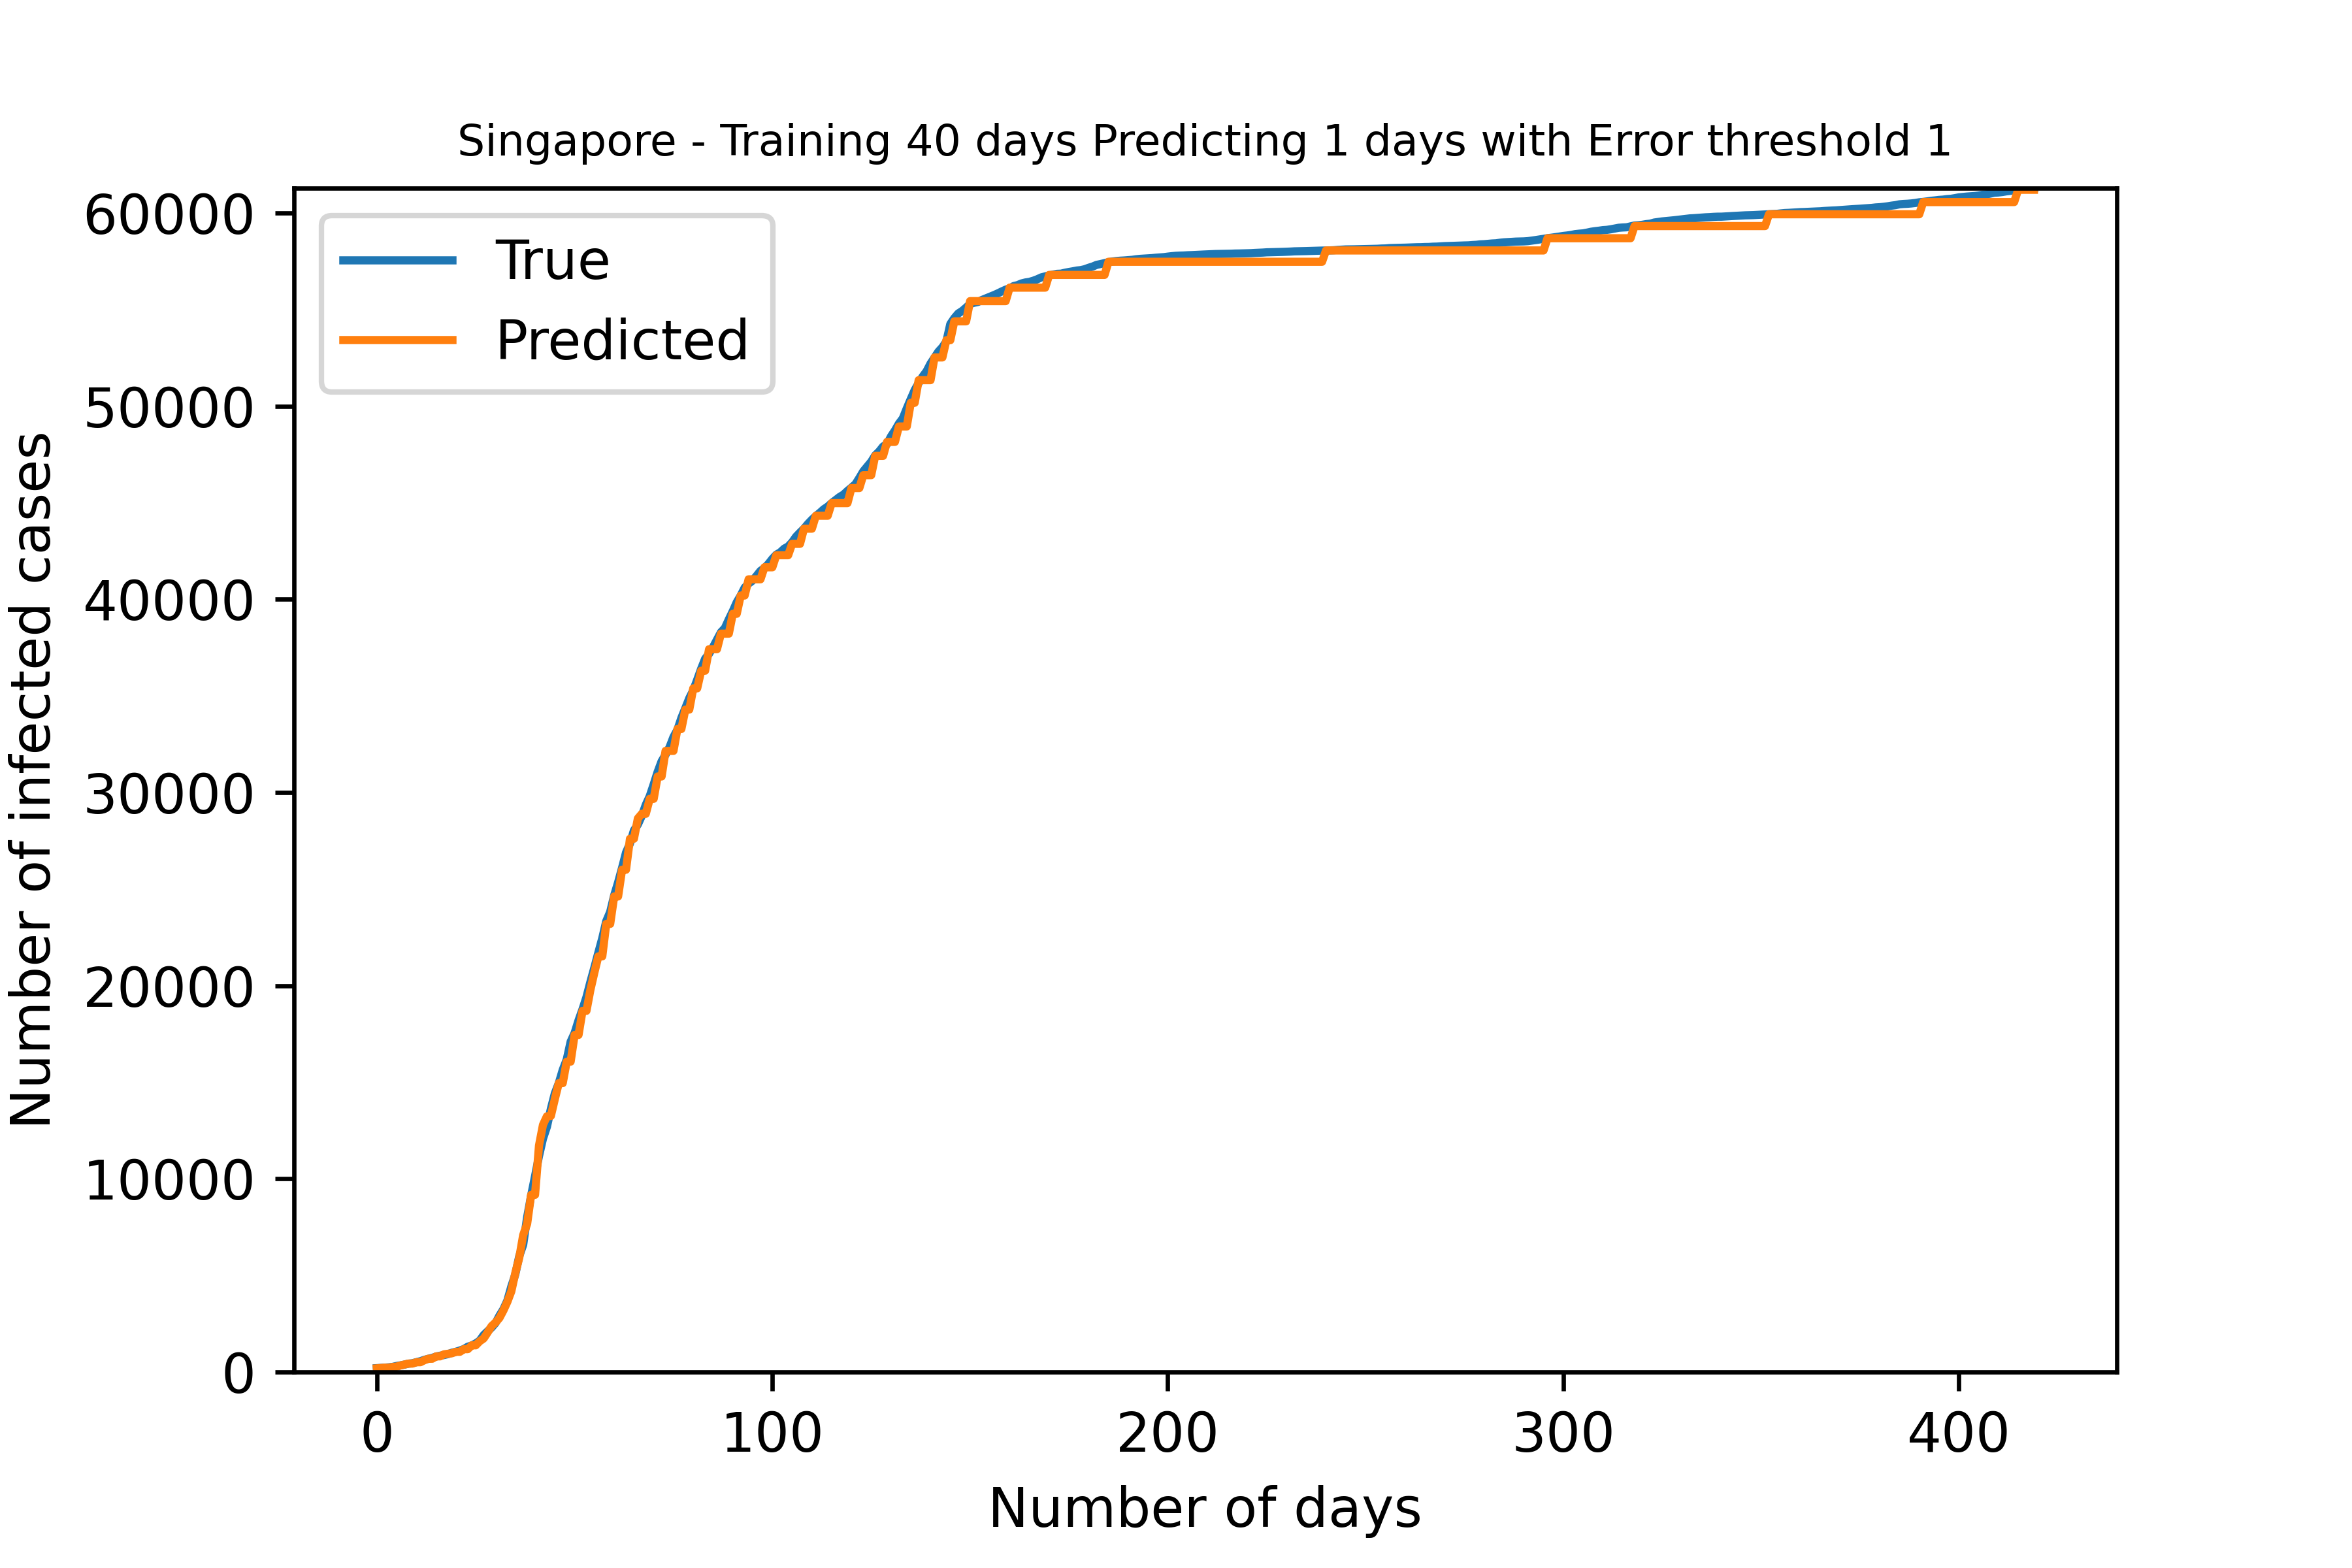 Singapore - Training 40 days Predicting 1 days with Error threshold 1
True
Predicted
Number of infected cases
60000
50000
40000
30000
20000
10000
0
0 100 200 300 400
Number of days